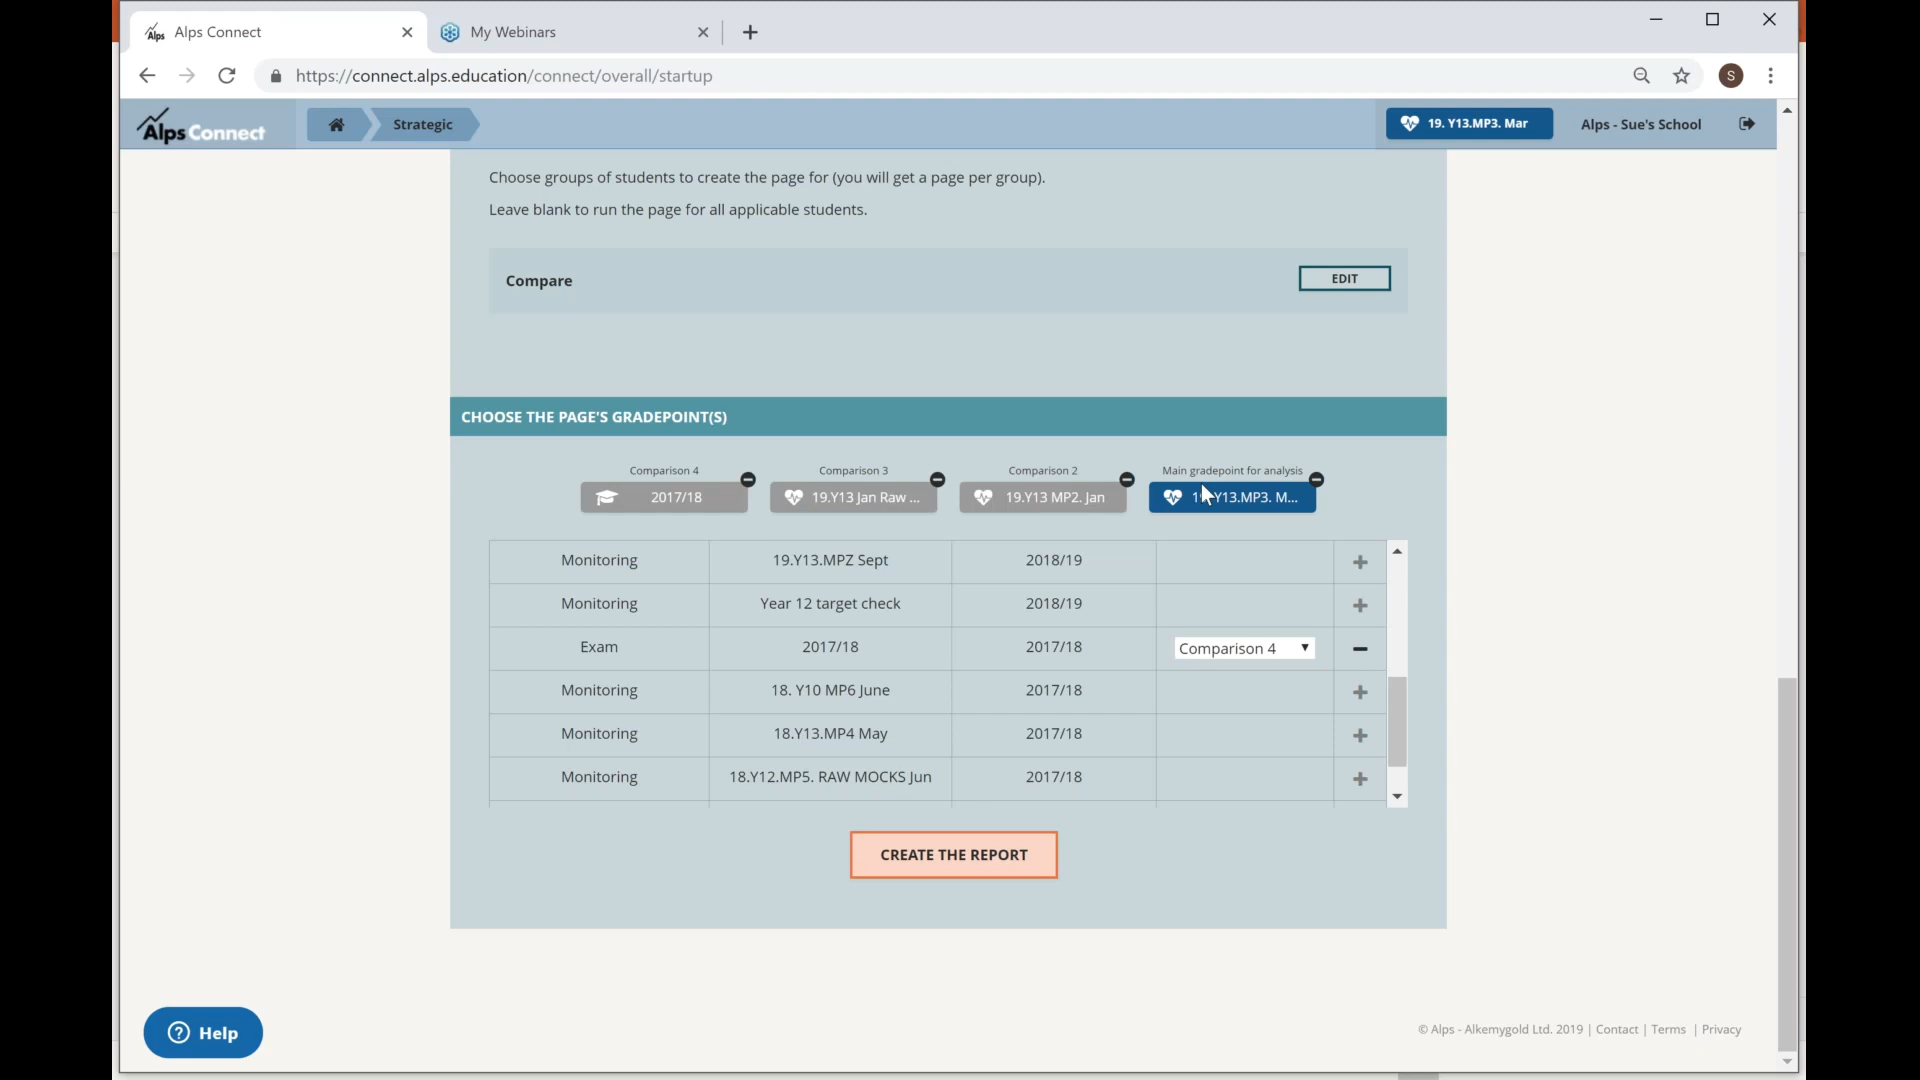 Alps Connect
My Webinars
https://connect.alps.education/connect/overall/startup
S
Alps Connect
Strategic
19. Y13.MP3. Mar
Alps - Sue's School
Choose groups of students to create the page for (you will get a page per group).
Leave blank to run the page for all applicable students.
Compare
EDIT
CHOOSE THE PAGE'S GRADEPOINT(S)
Comparison 4
Comparison 3
Comparison 2
Main gradepoint for analysis
2017/18
19.Y13 Jan Raw ...
19.Y13 MP2. Jan
Y13.MP3. M...
Monitoring 19.Y13.MPZ Sept 2018/19
Monitoring Year 12 target check 2018/19
Exam 2017/18 2017/18 Comparison 4
Monitoring 18. Y10 MP6 June 2017/18
Monitoring 18.Y13.MP4 May 2017/18
Monitoring 18.Y12.MP5. RAW MOCKS Jun 2017/18
CREATE THE REPORT
Help
© Alps - Alkemygold Ltd. 2019 | Contact | Terms | Privacy